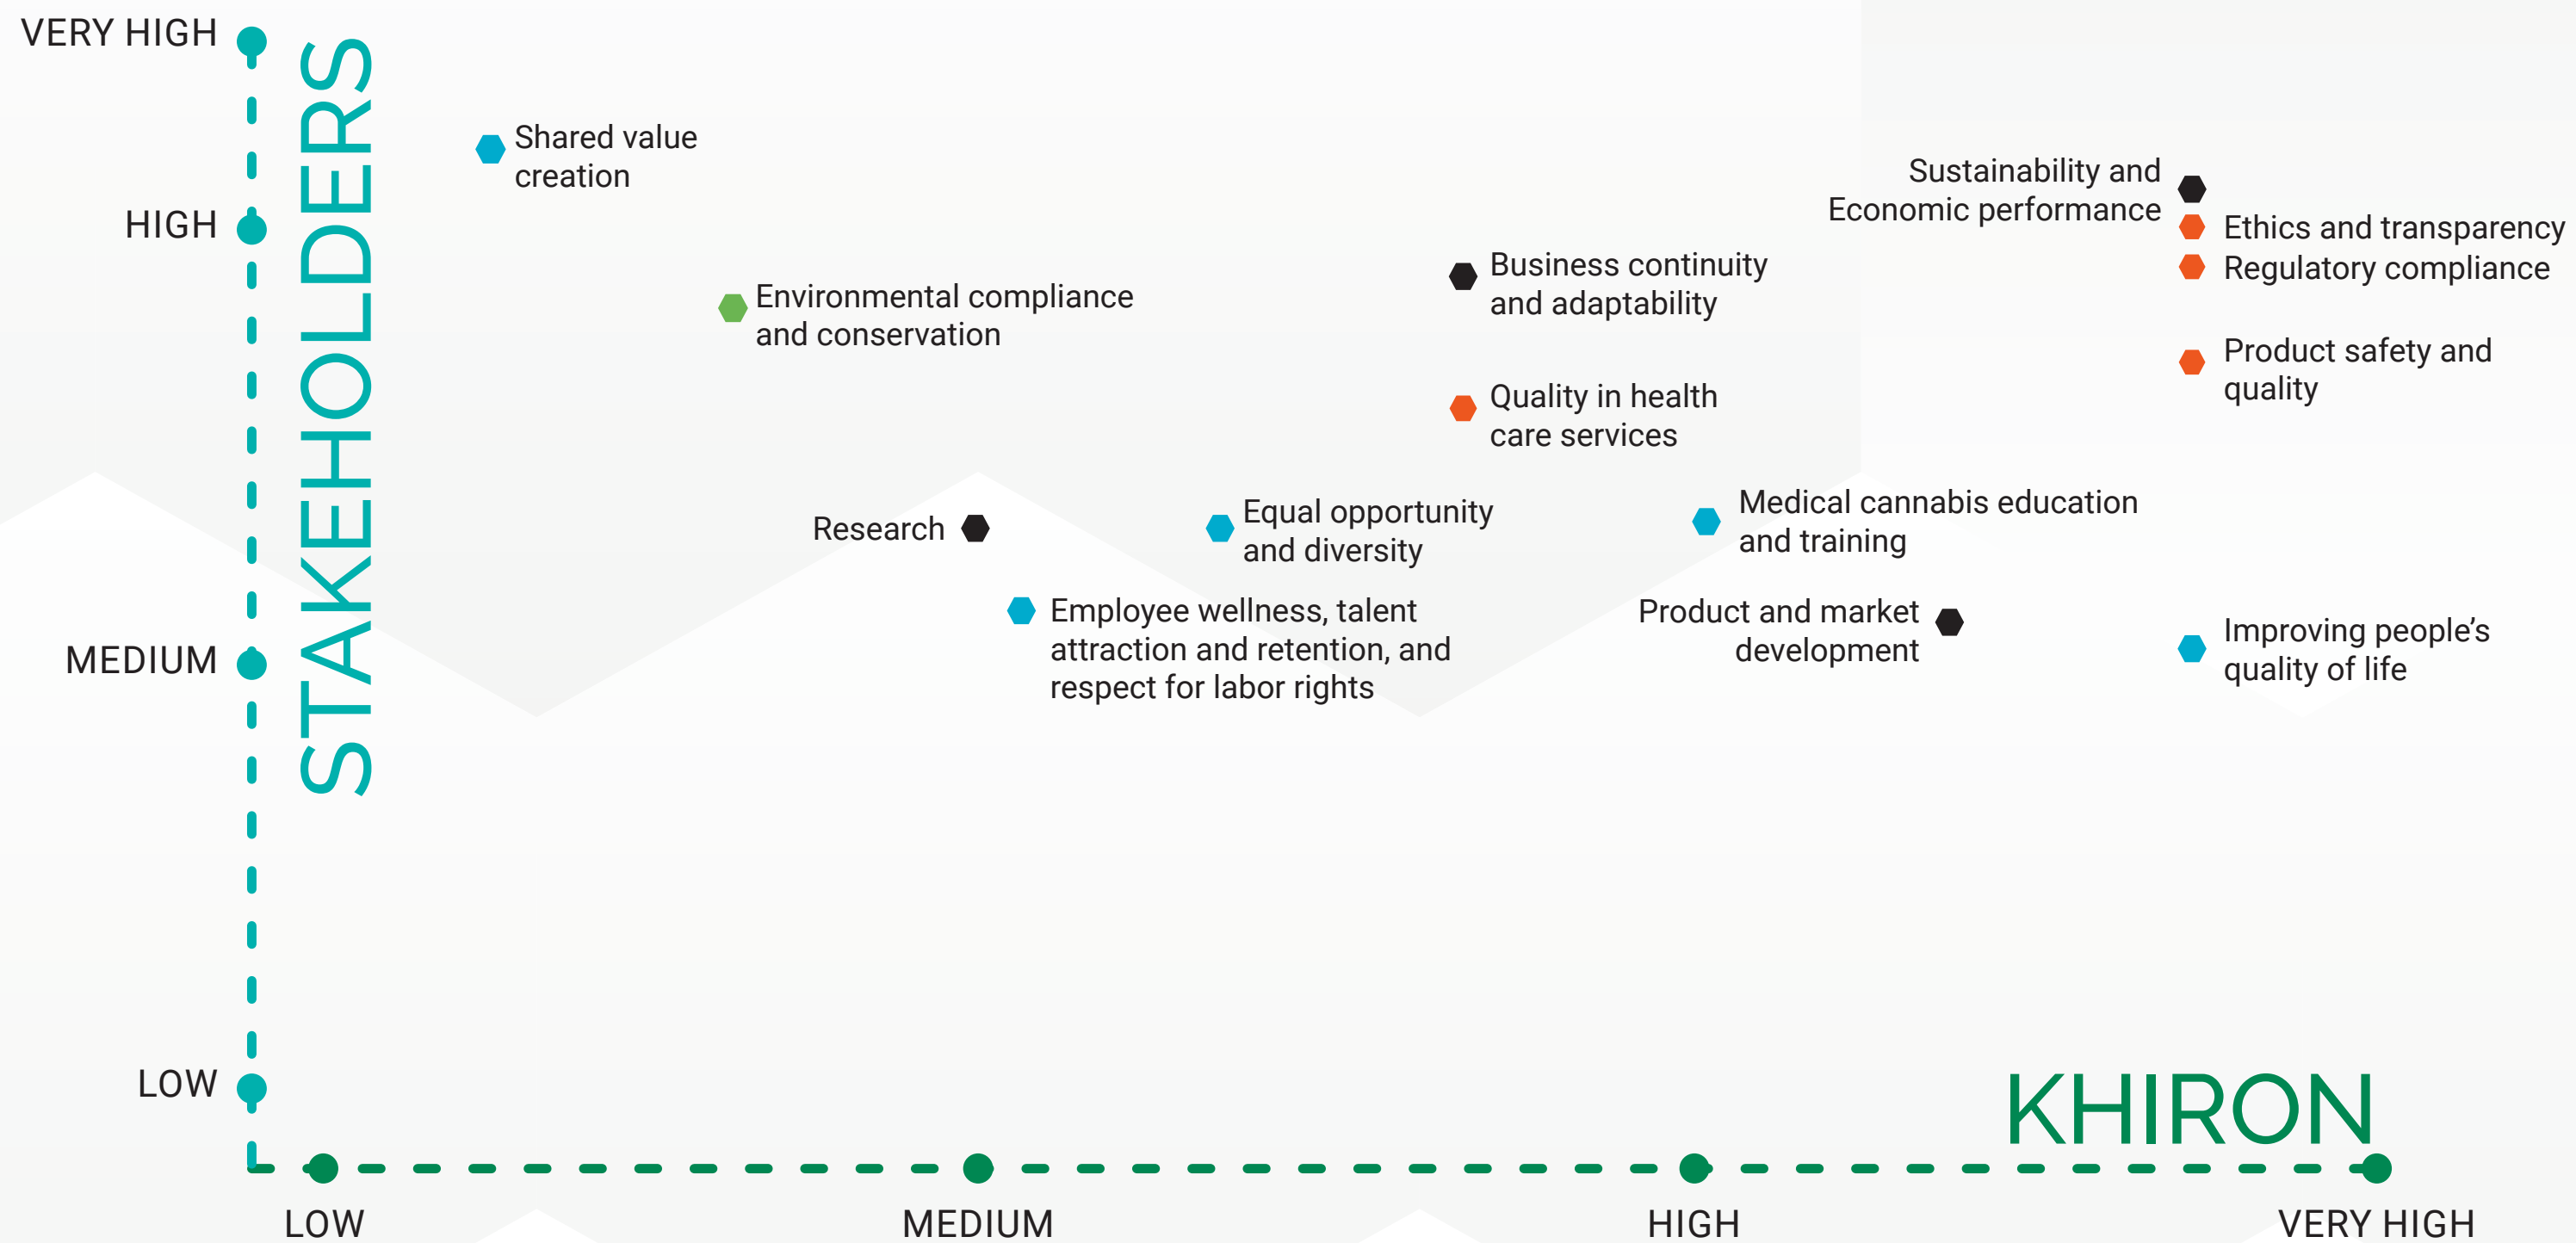 VERY HIGH
HIGH
MEDIUM
LOW
STAKEHOLDERS
Shared value
creation
Environmental compliance
and conservation
Sustainability and
Economic performance
Ethics and transparency
Regulatory compliance
Business continuity
and adaptability
Product safety and
quality
Quality in health
care services
Research
Equal opportunity
and diversity
Medical cannabis education
and training
Employee wellness, talent
attraction and retention, and
respect for labor rights
Product and market
development
Improving people’s
quality of life
KHIRON
LOW
MEDIUM
HIGH
VERY HIGH